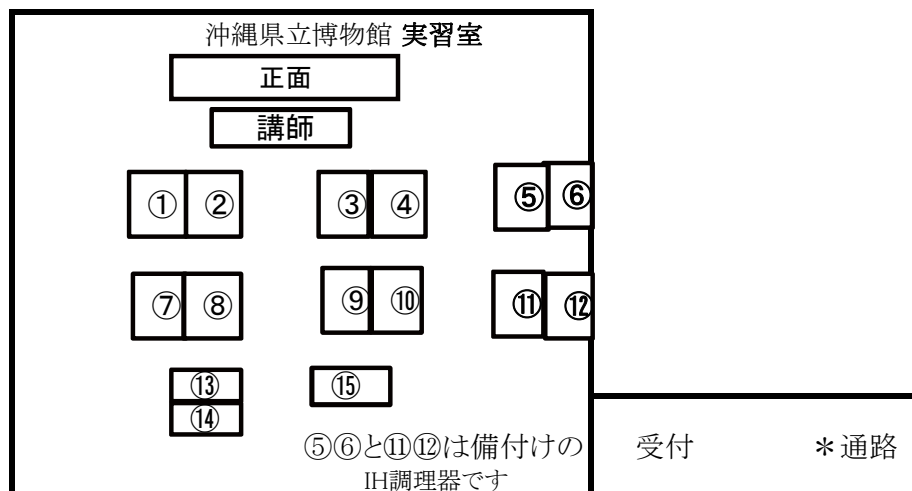 沖縄県立博物館 実習室
正面
講師
① ② ③ ④ ⑤ ⑥
⑦ ⑧ ⑨ ⑩ ⑪ ⑫
⑬ ⑮
⑭
⑤⑥と⑪⑫は備付けの
IH調理器です
受付 ＊通路